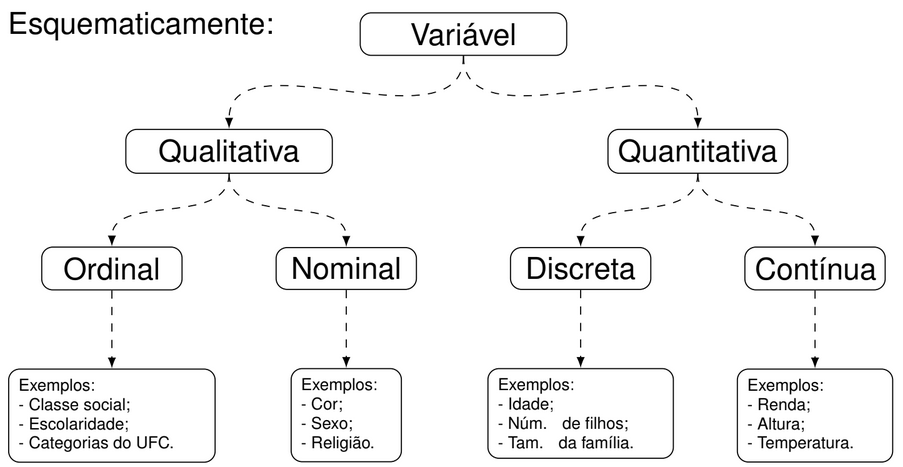 Esquematicamente:
Variável
Qualitativa
Quantitativa
Ordinal
Nominal
Discreta
Contínua
Exemplos:
- Classe social;
- Escolaridade;
- Categorias do UFC.
Exemplos:
- Cor;
- Sexo;
- Religião.
Exemplos:
- Idade;
- Núm. de filhos;
- Tam. da família.
Exemplos:
- Renda;
- Altura;
- Temperatura.